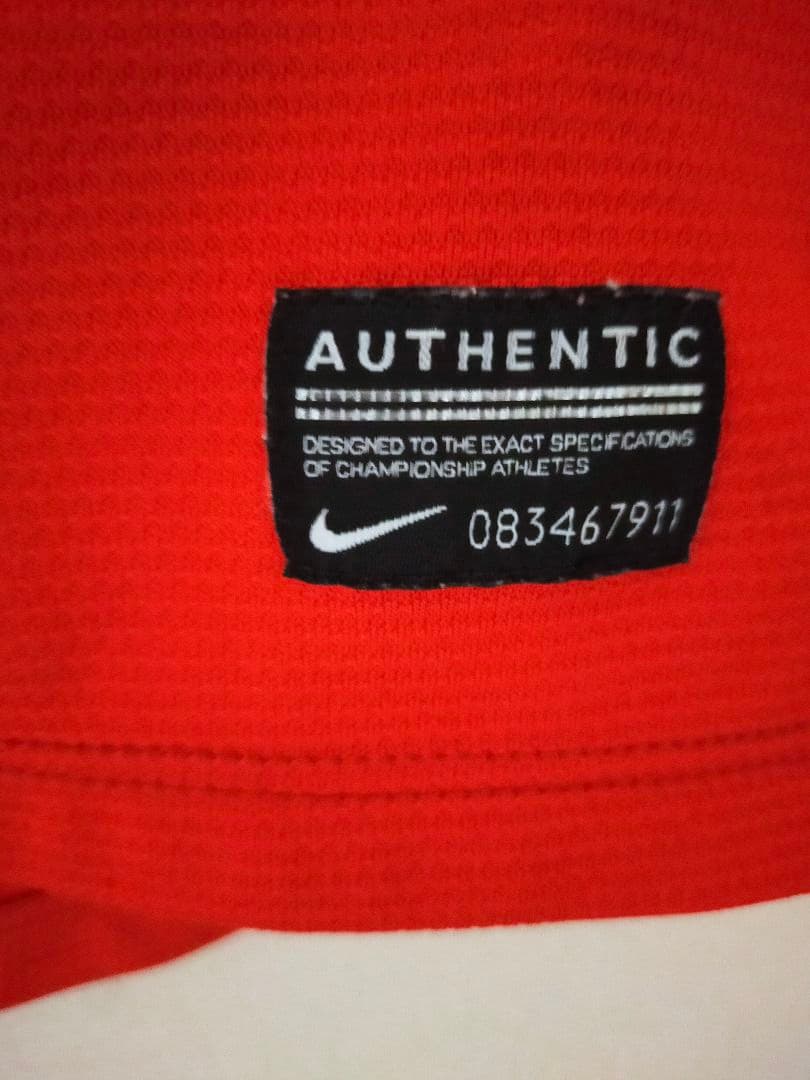 AUTHENTIC
DESIGNED TO THE EXACT SPECIFICATIONS
OF CHAMPIONSHIP ATHLETES
083467911